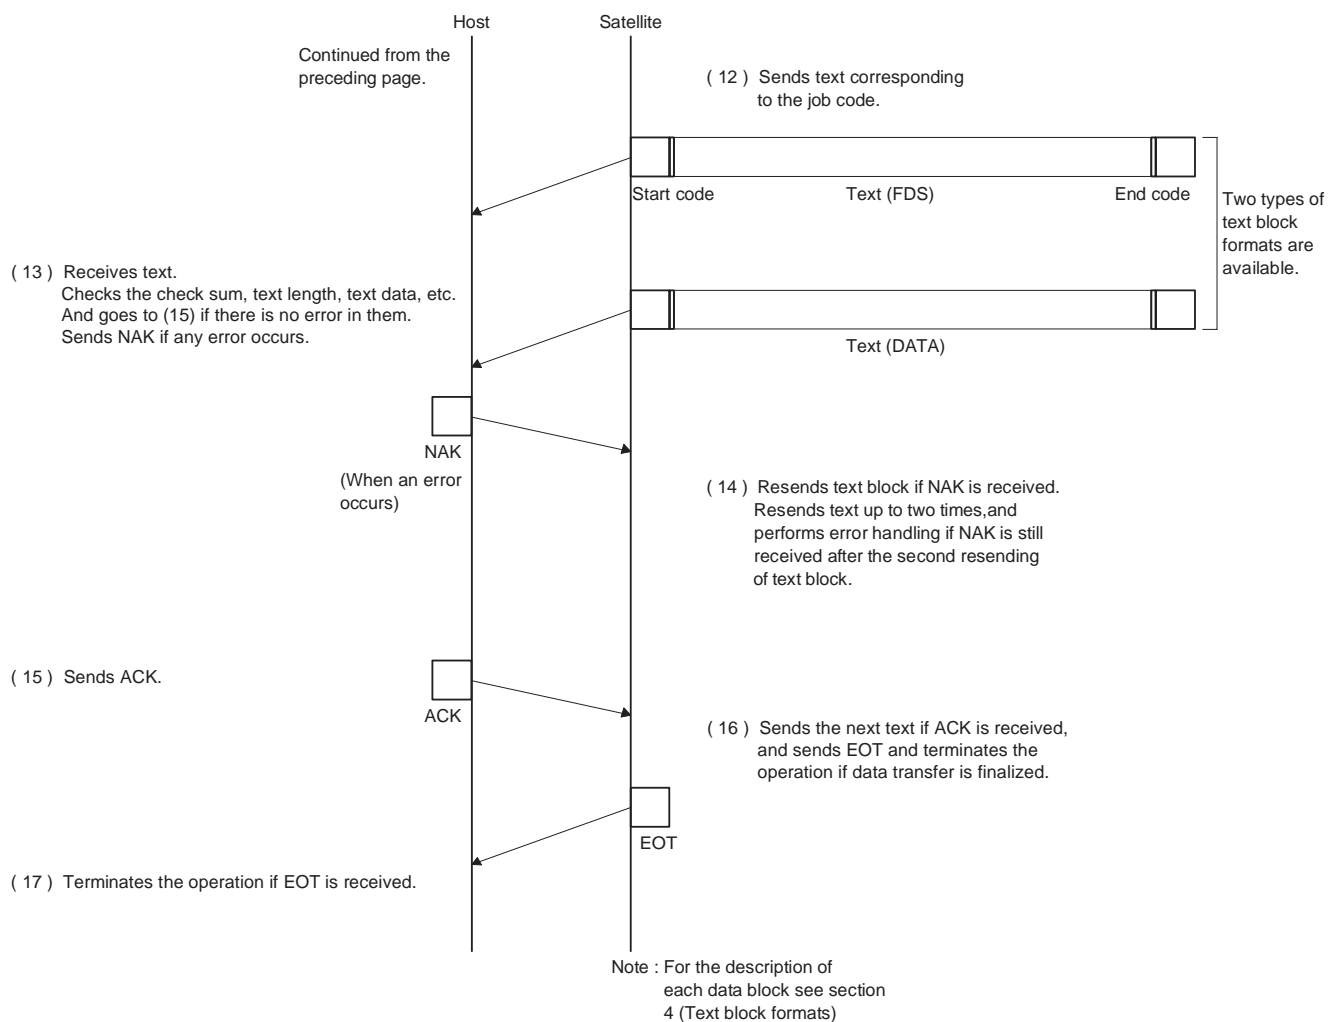 Host
Satellite
Continued from the
preceding page.
( 12 ) Sends text corresponding
to the job code.
Start code
Text (FDS)
End code
Two types of
text block
formats are
available.
( 13 ) Receives text.
Checks the check sum, text length, text data, etc.
And goes to (15) if there is no error in them.
Sends NAK if any error occurs.
Text (DATA)
NAK
(When an error
occurs)
( 14 ) Resends text block if NAK is received.
Resends text up to two times,and
performs error handling if NAK is still
received after the second resending
of text block.
( 15 ) Sends ACK.
ACK
( 16 ) Sends the next text if ACK is received,
and sends EOT and terminates the
operation if data transfer is finalized.
EOT
( 17 ) Terminates the operation if EOT is received.
Note : For the description of
each data block see section
4 (Text block formats)